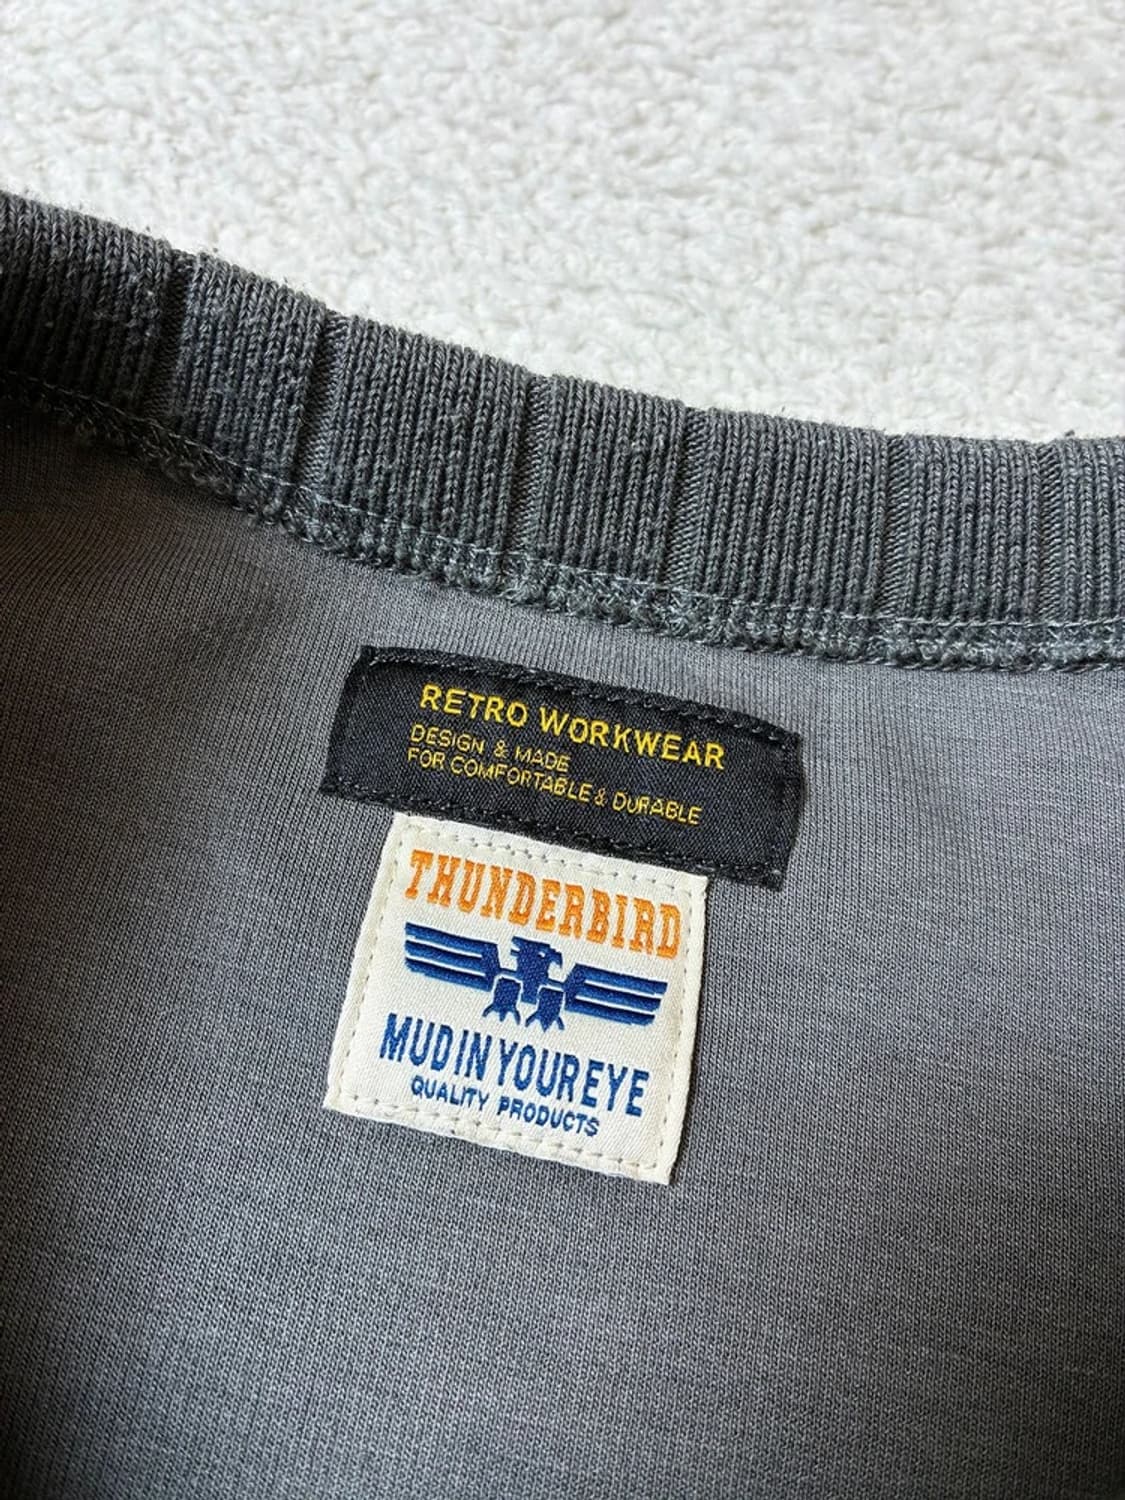 RETRO WORKWEAR
DESIGN & MADE
FOR COMFORTABLE & DURABLE
THUNDERBIRD
MUD IN YOUR EYE
QUALITY PRODUCTS